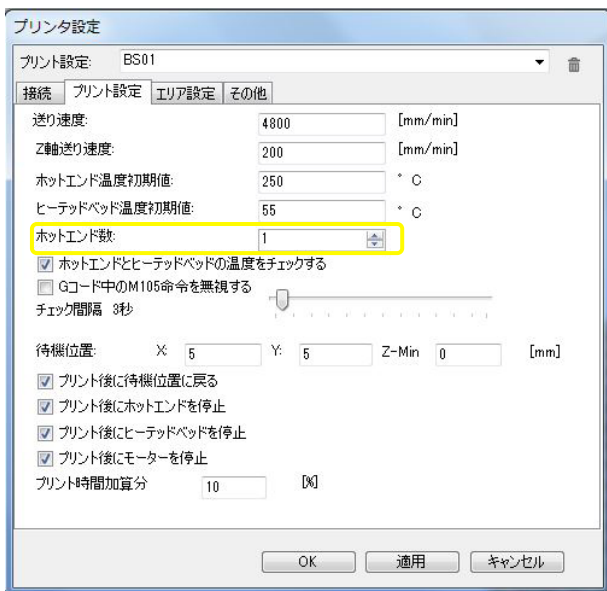 プリンタ設定
プリント設定: BS01
接続 プリント設定 エリア設定 その他
送り速度: 4800 [mm/min]
Z軸送り速度: 200 [mm/min]
ホットエンド温度初期値: 250 ° C
ヒーテッドベッド温度初期値: 55 ° C
ホットエンド数: 1
ホットエンドとヒーテッドベッドの温度をチェックする
Gコード中のM105命令を無視する
チェック間隔 3秒
待機位置: X: 5 Y: 5 Z-Min 0 [mm]
プリント後に待機位置に戻る
プリント後にホットエンドを停止
プリント後にヒーテッドベッドを停止
プリント後にモーターを停止
プリント時間加算分 10 [%]
OK 適用 キャンセル